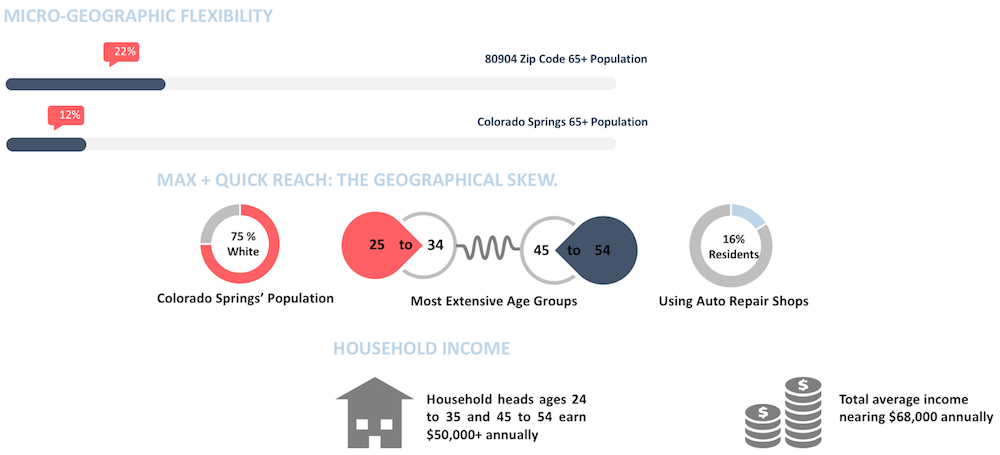 MICRO-GEOGRAPHIC FLEXIBILITY
22%
80904 Zip Code 65+ Population
12%
Colorado Springs 65+ Population
MAX + QUICK REACH: THE GEOGRAPHICAL SKEW.
75 %
White
Colorado Springs' Population
25 to 34
45 to 54
Most Extensive Age Groups
16%
Residents
Using Auto Repair Shops
HOUSEHOLD INCOME
Household heads ages 24
to 35 and 45 to 54 earn
$50,000+ annually
$
$
Total average income
nearing $68,000 annually